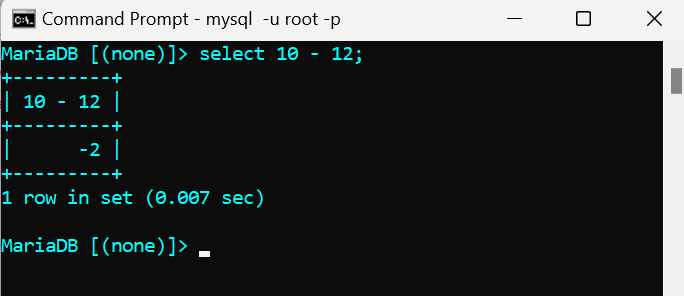 Command Prompt - mysql  -u root -p
MariaDB [(none)]> select 10 - 12;
+---------+
| 10 - 12 |
+---------+
|      -2 |
+---------+
1 row in set (0.007 sec)
MariaDB [(none)]>